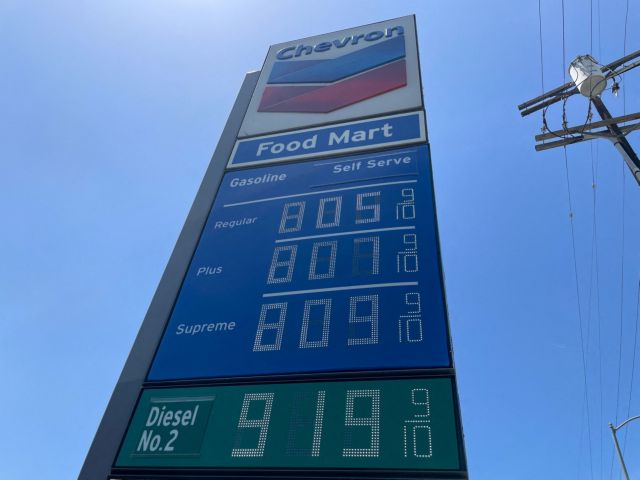 Chevron
Food Mart
Gasoline Self Serve
Regular 805 9/10
Plus 807 9/10
Supreme 809 9/10
Diesel No.2 919 9/10